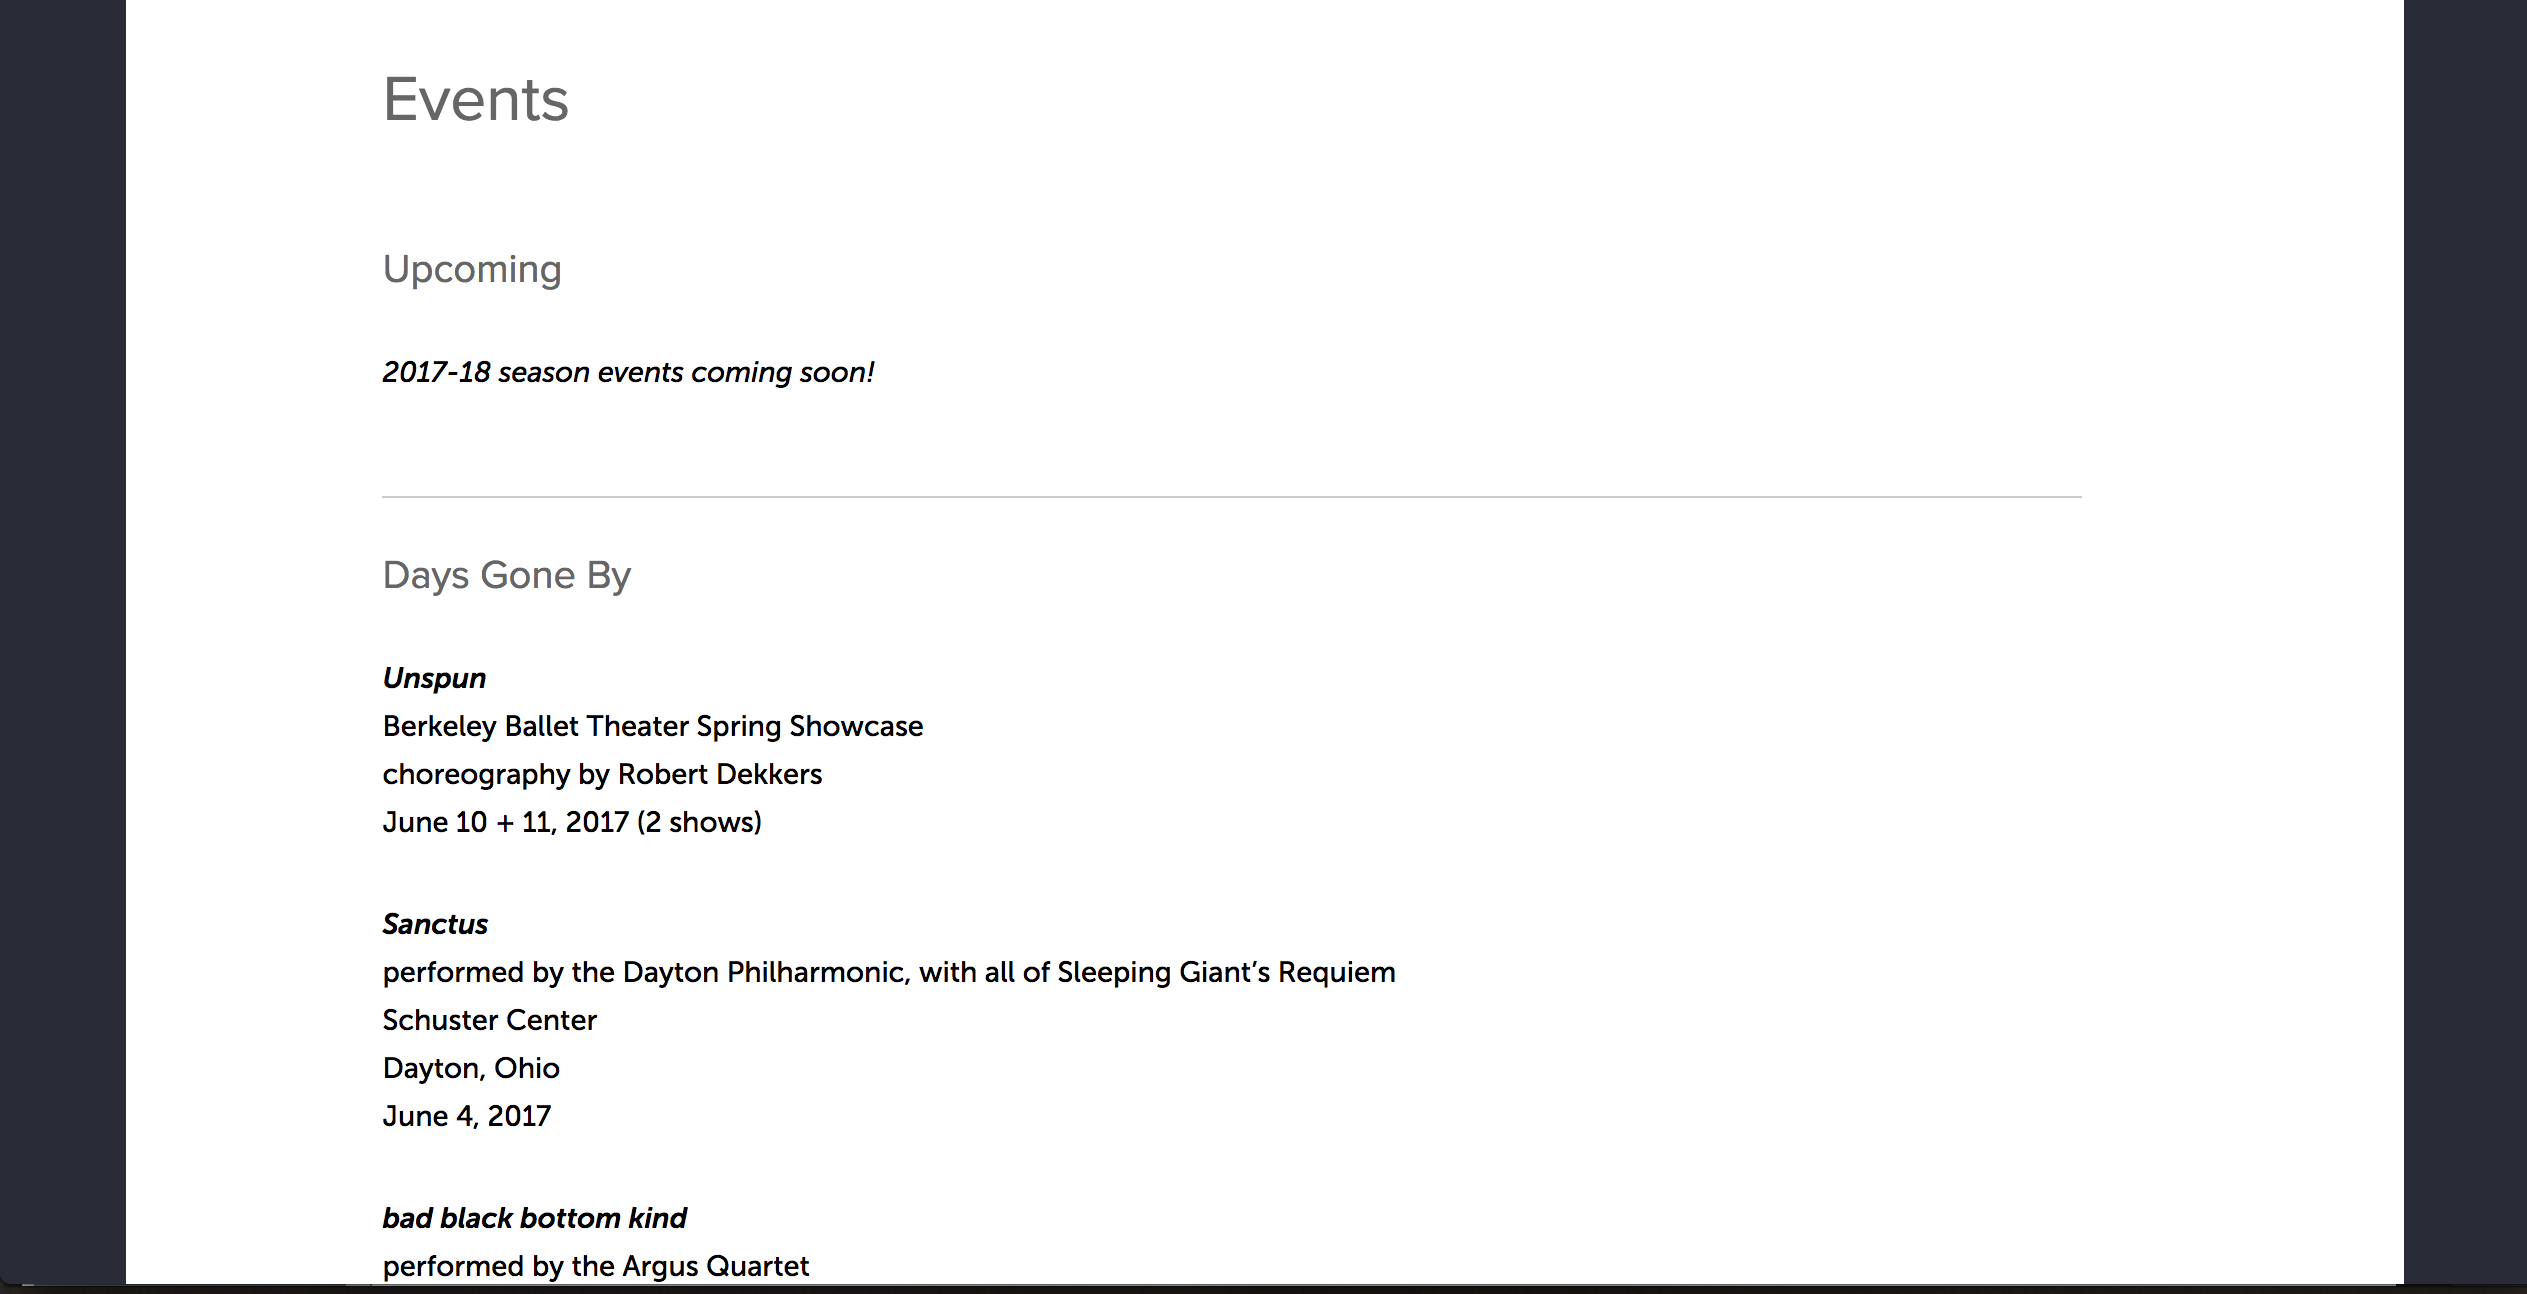 Events
Upcoming
2017-18 season events coming soon!
Days Gone By
Unspun
Berkeley Ballet Theater Spring Showcase
choreography by Robert Dekkers
June 10 + 11, 2017 (2 shows)
Sanctus
performed by the Dayton Philharmonic, with all of Sleeping Giant’s Requiem
Schuster Center
Dayton, Ohio
June 4, 2017
bad black bottom kind
performed by the Argus Quartet